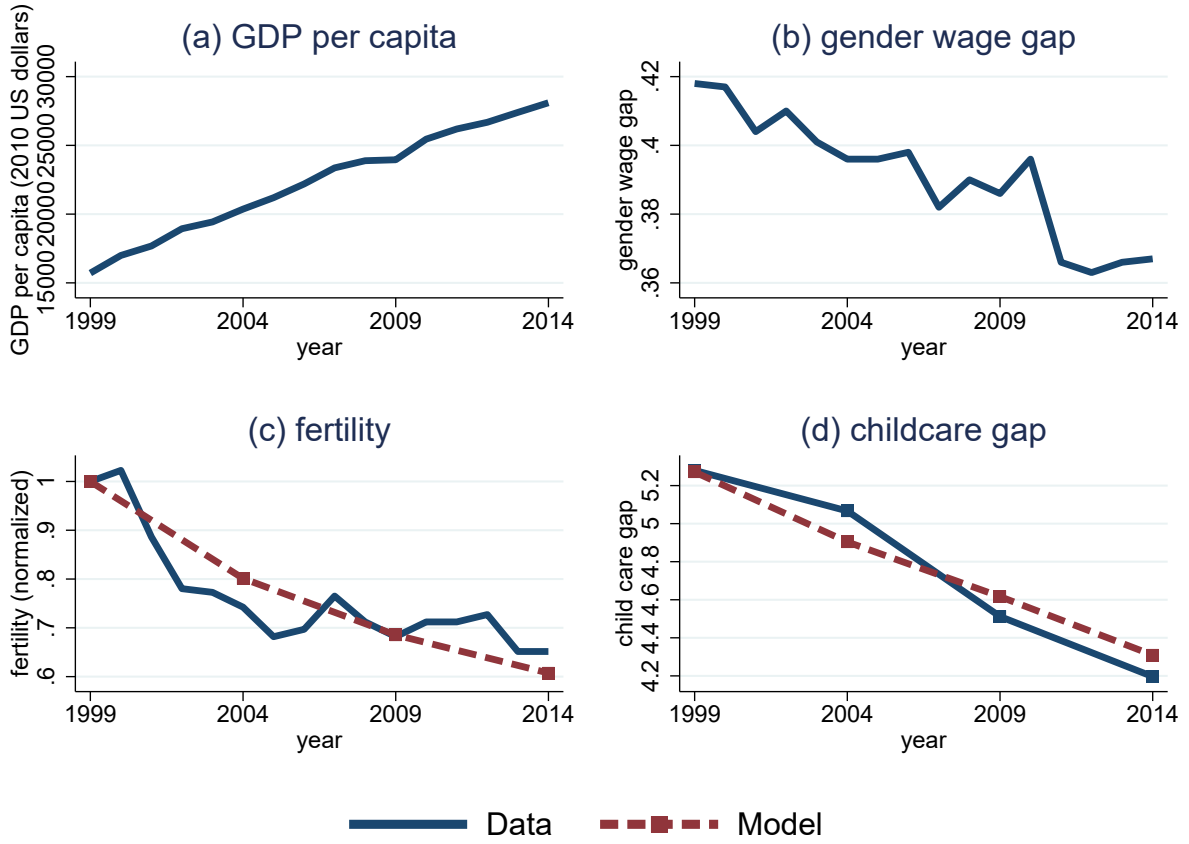 (a) GDP per capita
GDP per capita (2010 US dollars)
30000
25000
20000
15000
1999 2004 2009 2014
year
(b) gender wage gap
gender wage gap
.42
.4
.38
.36
1999 2004 2009 2014
year
(c) fertility
fertility (normalized)
1
.9
.8
.7
.6
1999 2004 2009 2014
year
(d) childcare gap
child care gap
5.2
5
4.8
4.6
4.4
4.2
1999 2004 2009 2014
year
Data Model